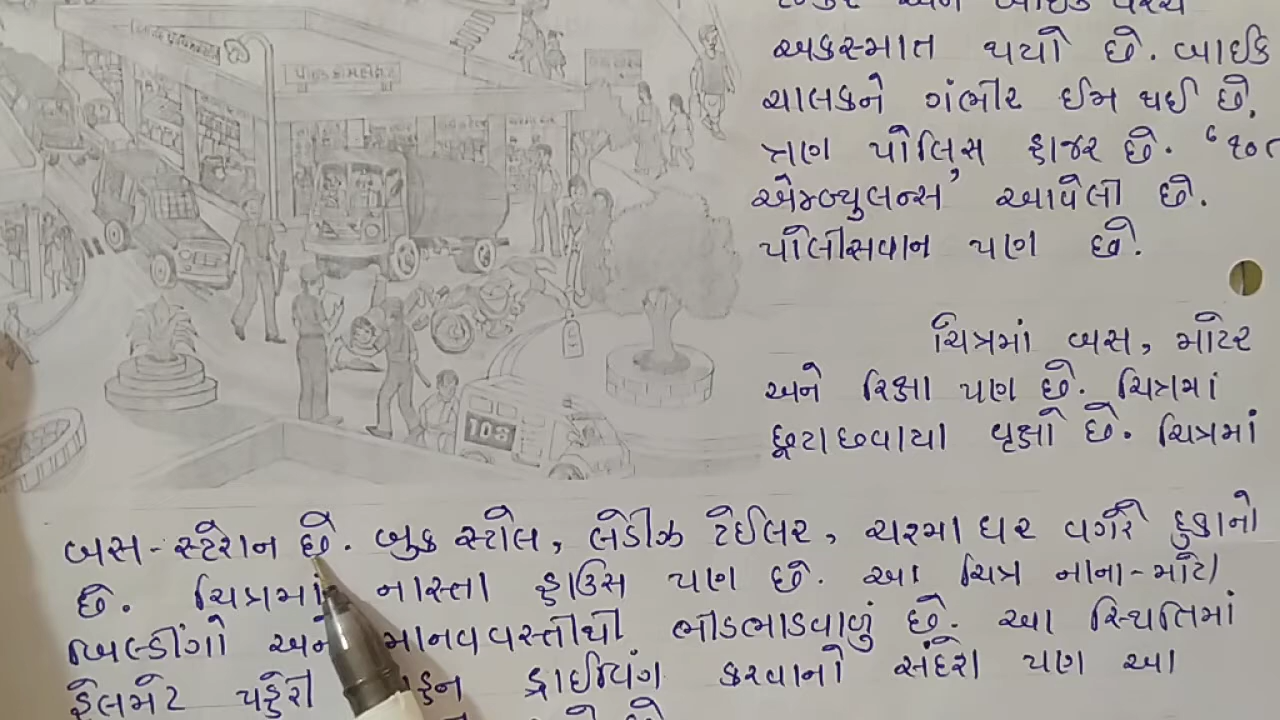 અકસ્માત થયો છે. બાઈક
ચાલકને ગંભીર ઈજા થઈ છે.
ત્રણ પોલિસ હાજર છે. '૧૦૮
એમ્બ્યુલન્સ' આવેલી છે.
પોલીસવાન પણ છે.
ચિત્રમાં બસ, મોટર
અને રિક્ષા પણ છે. ચિત્રમાં
છૂટાછવાયા વૃક્ષો છે. ચિત્રમાં
108
બસ-સ્ટેશન છે. બુક સ્ટોલ, લેડીઝ ટેઈલર, ચશ્મા ઘર વગેરે દુકાનો
છે. ચિત્રમાં નાસ્તા હાઉસ પણ છે. આ ચિત્ર નાના-મોટા
બિલ્ડીંગો અને માનવવસ્તીથી ભીડભાડવાળું છે. આ સ્થિતિમાં
હેલમેટ પહેરી ડ્રાઈવિંગ કરવાનો સંદેશ પણ આ